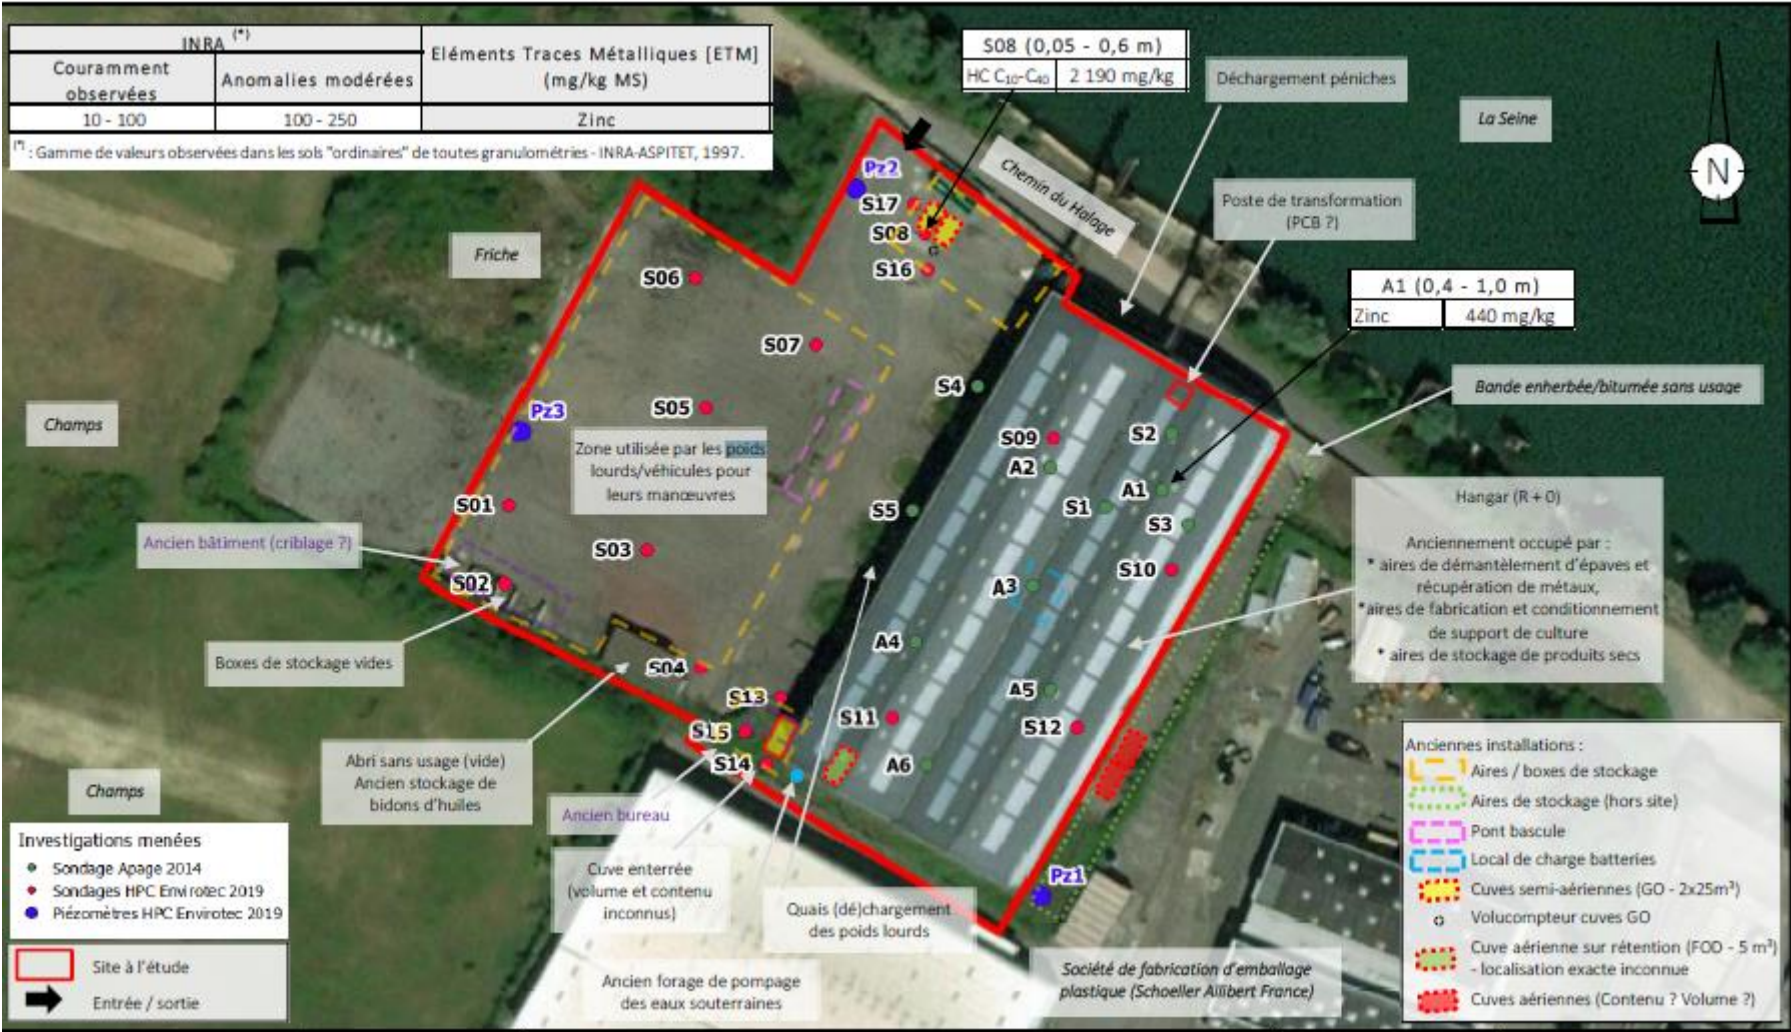 INRA (*)
Eléments Traces Métalliques [ETM]
(mg/kg MS)
Couramment
observées
Anomalies modérées
10 - 100
100 - 250
Zinc
(*) : Gamme de valeurs observées dans les sols "ordinaires" de toutes granulométries - INRA-ASPITET, 1997.
S08 (0,05 - 0,6 m)
HC C₁₀-C₄₀
2 190 mg/kg
Déchargement péniches
La Seine
N
Chemin du Halage
Poste de transformation
(PCB ?)
A1 (0,4 - 1,0 m)
Zinc
440 mg/kg
Bande enherbée/bitumée sans usage
Friche
Champs
Pz2
S17
S08
S16
S06
S07
S05
Pz3
S4
Zone utilisée par les poids
lourds/véhicules pour
leurs manœuvres
S09
S2
A2
A1
S1
S3
S5
S01
S03
S10
A3
Ancien bâtiment (criblage ?)
S02
Boxes de stockage vides
S04
A4
A5
S13
S11
S12
S15
S14
A6
Hangar (R + 0)
Anciennement occupé par :
* aires de démantèlement d'épaves et
récupération de métaux,
*aires de fabrication et conditionnement
de support de culture
* aires de stockage de produits secs
Abri sans usage (vide)
Ancien stockage de
bidons d'huiles
Champs
Ancien bureau
Cuve enterrée
(volume et contenu
inconnus)
Quais (dé)chargement
des poids lourds
Pz1
Ancien forage de pompage
des eaux souterraines
Société de fabrication d'emballage
plastique (Schoeller Allibert France)
Investigations menées
Sondage Apage 2014
Sondages HPC Envirotec 2019
Piézomètres HPC Envirotec 2019
Site à l'étude
Entrée / sortie
Anciennes installations :
Aires / boxes de stockage
Aires de stockage (hors site)
Pont bascule
Local de charge batteries
Cuves semi-aériennes (GO - 2x25m³)
Volucompteur cuves GO
Cuve aérienne sur rétention (FOD - 5 m³)
- localisation exacte inconnue
Cuves aériennes (Contenu ? Volume ?)